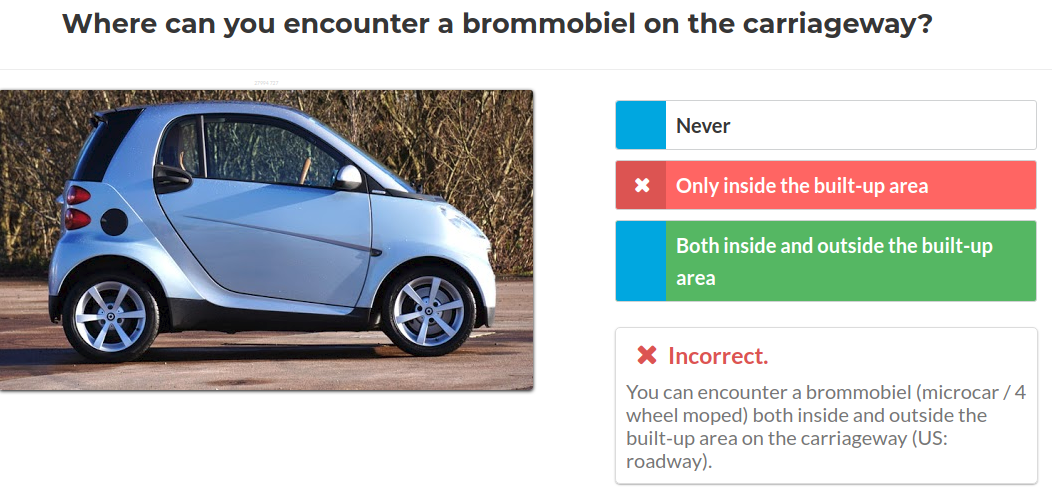 Where can you encounter a brommobiel on the carriageway?
Never
Only inside the built-up area
Both inside and outside the built-up
area
Incorrect.
You can encounter a brommobiel (microcar / 4
wheel moped) both inside and outside the
built-up area on the carriageway (US:
roadway).